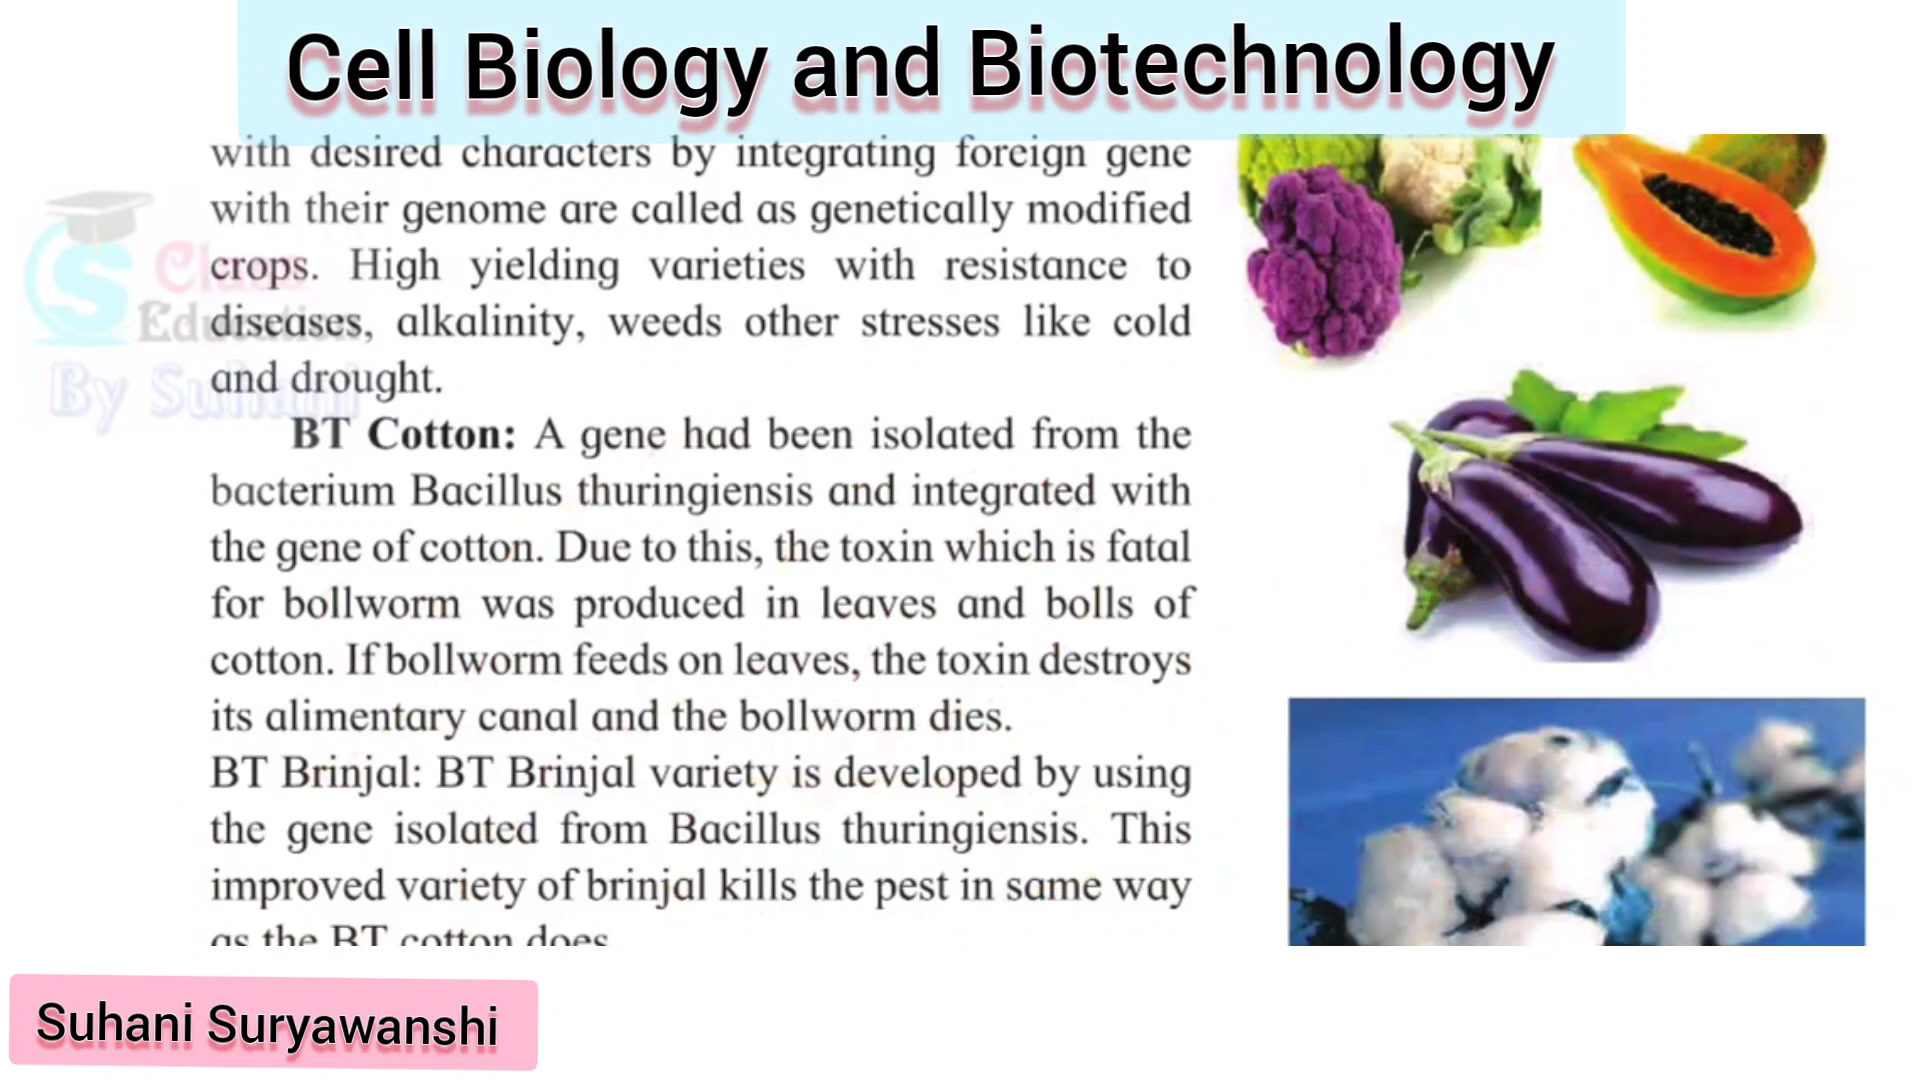 Cell Biology and Biotechnology
with desired characters by integrating foreign gene
with their genome are called as genetically modified
crops. High yielding varieties with resistance to
diseases, alkalinity, weeds other stresses like cold
and drought.
BT Cotton: A gene had been isolated from the
bacterium Bacillus thuringiensis and integrated with
the gene of cotton. Due to this, the toxin which is fatal
for bollworm was produced in leaves and bolls of
cotton. If bollworm feeds on leaves, the toxin destroys
its alimentary canal and the bollworm dies.
BT Brinjal: BT Brinjal variety is developed by using
the gene isolated from Bacillus thuringiensis. This
improved variety of brinjal kills the pest in same way
as the BT cotton does
S Class
Education
By Suhani
Suhani Suryawanshi